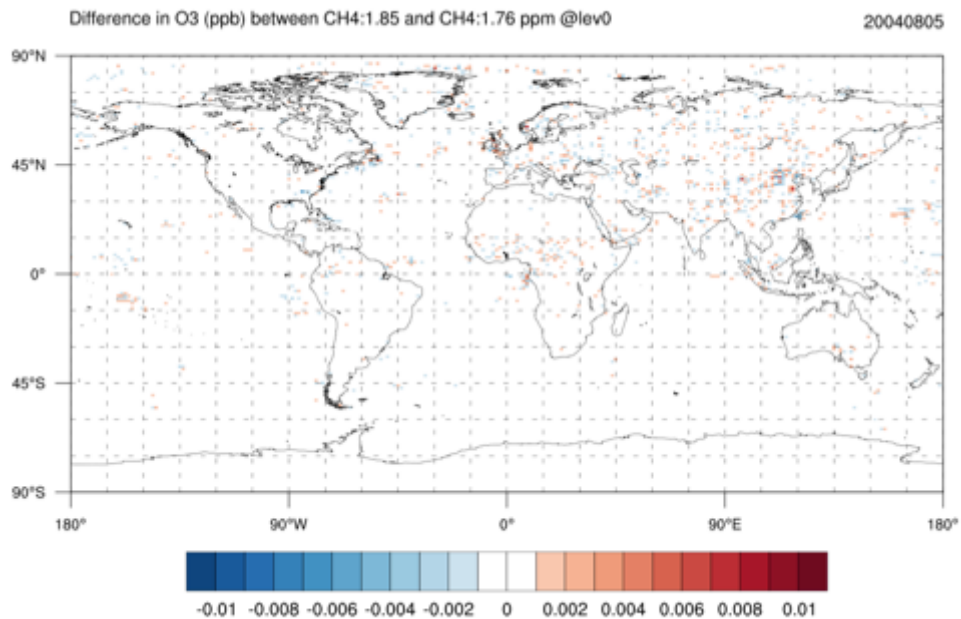 Difference in O3 (ppb) between CH4:1.85 and CH4:1.76 ppm @lev0 20040805
90°N
45°N
0°
45°S
90°S
180° 90°W 0° 90°E 180°
-0.01 -0.008 -0.006 -0.004 -0.002 0 0.002 0.004 0.006 0.008 0.01